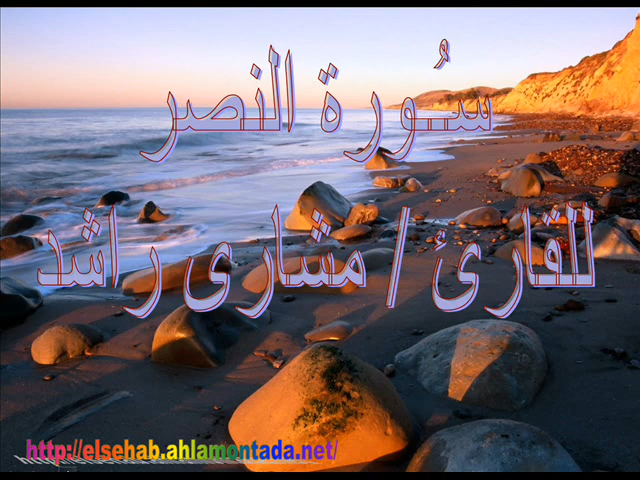 سُورة النصر
للقارئ / مشارى راشد
http://elsehab.ahlamontada.net/